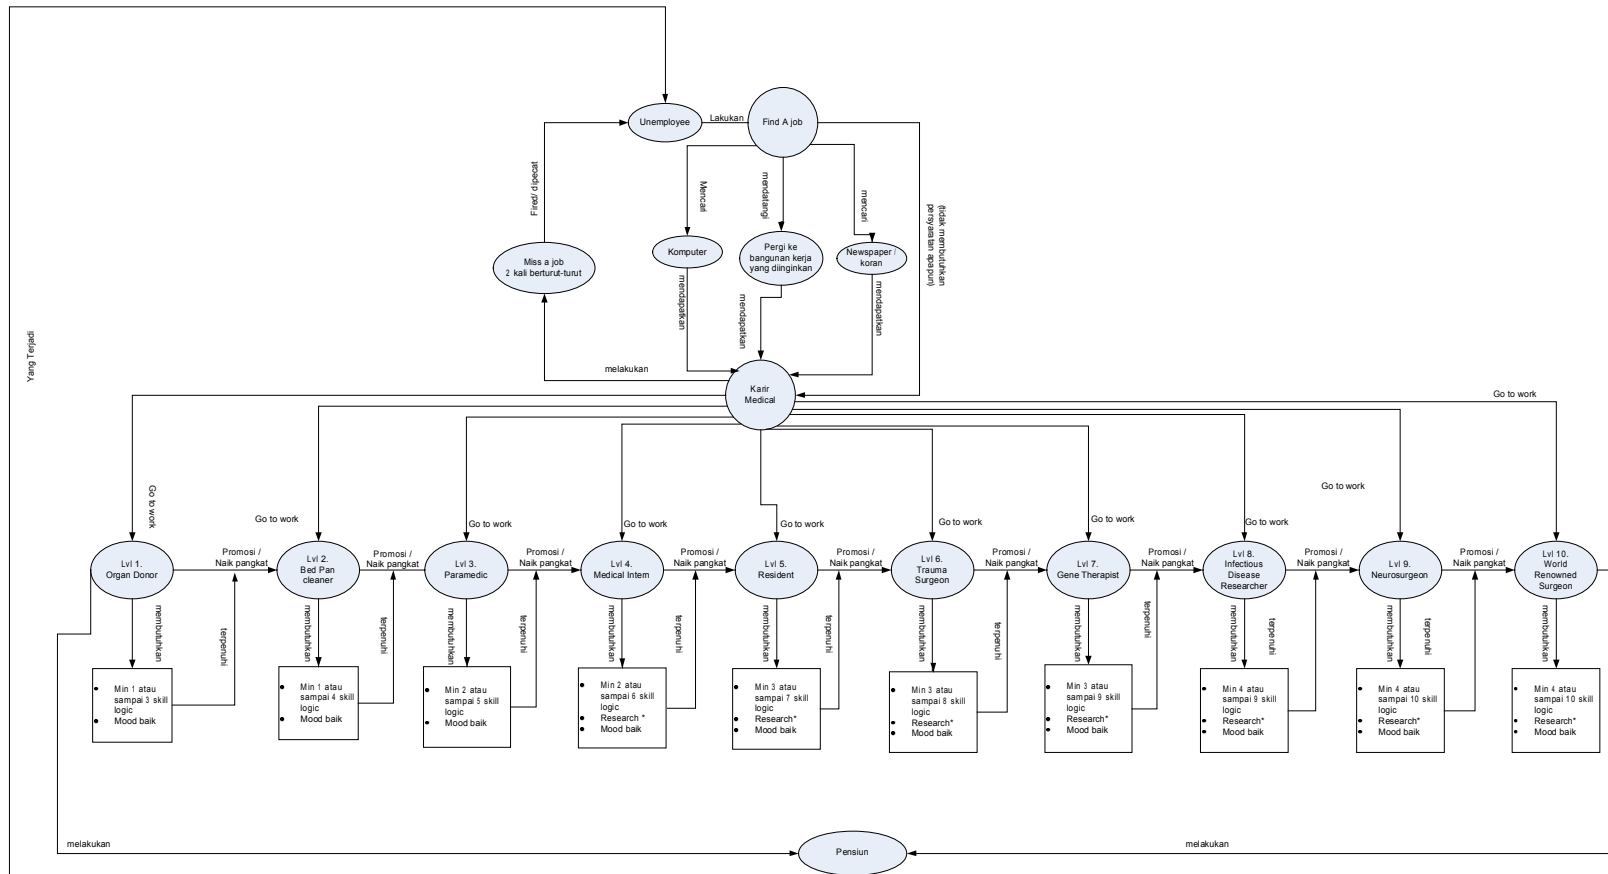 Unemployee
Lakukan
Find A job
Fired/ dipecat
Mencari
mendatangi
mencari
(tidak membutuhkan
persyaratan apapun)
Miss a job
2 kali berturut-turut
Komputer
Pergi ke
bangunan kerja
yang diinginkan
Newspaper /
koran
mendapatkan
mendapatkan
mendapatkan
Yang Terjadi
melakukan
Karir
Medical
Go to work
Go to work
Go to work
Go to work
Go to work
Go to work
Go to work
Go to work
Go to work
Go to work
Lvl 1.
Organ Donor
Promosi /
Naik pangkat
Lvl 2.
Bed Pan
cleaner
Promosi /
Naik pangkat
Lvl 3.
Paramedic
Promosi /
Naik pangkat
Lvl 4.
Medical Intern
Promosi /
Naik pangkat
Lvl 5.
Resident
Promosi /
Naik pangkat
Lvl 6.
Trauma
Surgeon
Promosi /
Naik pangkat
Lvl 7.
Gene Therapist
Promosi /
Naik pangkat
Lvl 8.
Infectious
Disease
Researcher
Promosi /
Naik pangkat
Lvl 9.
Neurosurgeon
Promosi /
Naik pangkat
Lvl 10.
World
Renowned
Surgeon
membutuhkan
terpenuhi
membutuhkan
terpenuhi
membutuhkan
terpenuhi
membutuhkan
terpenuhi
membutuhkan
terpenuhi
membutuhkan
terpenuhi
membutuhkan
terpenuhi
membutuhkan
terpenuhi
membutuhkan
terpenuhi
membutuhkan
• Min 1 atau
sampai 3 skill
logic
• Mood baik
• Min 1 atau
sampai 4 skill
logic
• Mood baik
• Min 2 atau
sampai 5 skill
logic
• Mood baik
• Min 2 atau
sampai 6 skill
logic
• Research *
• Mood baik
• Min 3 atau
sampai 7 skill
logic
• Research*
• Mood baik
• Min 3 atau
sampai 8 skill
logic
• Research*
• Mood baik
• Min 3 atau
sampai 9 skill
logic
• Research*
• Mood baik
• Min 4 atau
sampai 9 skill
logic
• Research*
• Mood baik
• Min 4 atau
sampai 10 skill
logic
• Research*
• Mood baik
• Min 4 atau
sampai 10 skill
logic
• Research*
• Mood baik
melakukan
Pensiun
melakukan